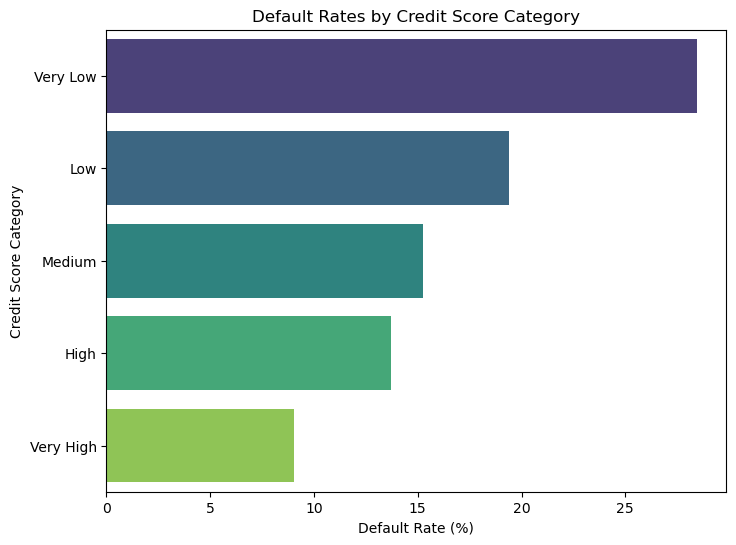 Default Rates by Credit Score Category
Credit Score Category
Very Low
Low
Medium
High
Very High
0 5 10 15 20 25
Default Rate (%)